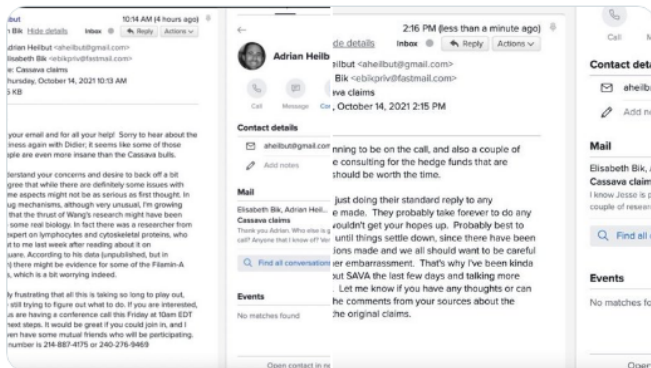 but
10:14 AM (4 hours ago)
n Bik Hide details
Inbox
Reply
Actions
drian Heilbut <aheilbut@gmail.com>
lisabeth Bik <ebikpriv@fastmail.com>
e: Cassava claims
hursday, October 14, 2021 10:13 AM
5 KB
your email and for all your help! Sorry to hear about the
iness again with Didier; it seems like some of those
ple are even more insane than the Cassava bulls.
derstand your concerns and desire to back off a bit
gree that while there are definitely some issues with
me aspects might not be as serious as first thought. In
ug mechanisms, although very unusual, I'm growing
that the thrust of Wang's research might have been
some real biology. In fact there was a researcher from
expert on lymphocytes and cytoskeletal proteins, who
ut to me last week after reading about it on
uare. According to his data (unpublished, but in
) there might be evidence for some of the Filamin-A
s, which is a bit worrying indeed.
ly frustrating that all this is taking so long to play out,
still trying to figure out what to do. If you are interested,
us are having a conference call this Friday at 10am EDT
next steps. It would be great if you could join in, and I
ven have some mutual friends who will be participating.
number is 214-887-4175 or 240-276-9469
Adrian Heilb
Call
Message
Contact details
aheilbut@gmail.com
Add notes
Mail
Elisabeth Bik, Adrian, Heil...
Cassava claims
Thank you Adrian. Who else is g
call? Anyone that I know of? Ver
Find all conversations
Events
No matches found
Open contact in n
2:16 PM (less than a minute ago)
de details
Inbox
Reply
Actions
ilbut <aheilbut@gmail.com>
Bik <ebikpriv@fastmail.com>
ava claims
, October 14, 2021 2:15 PM
nning to be on the call, and also a couple of
e consulting for the hedge funds that are
should be worth the time.
just doing their standard reply to any
e made. They probably take forever to do any
wouldn't get your hopes up. Probably best to
until things settle down, since there have been
ions made and we all should want to be careful
er embarrassment. That's why I've been kinda
out SAVA the last few days and talking more
. Let me know if you have any thoughts or can
he comments from your sources about the
the original claims.
Call
M
Contact deta
aheilb
Add n
Mail
Elisabeth Bik,
Cassava claim
I know Jesse is p
couple of resear
Find all
Events
No matches fo
Open